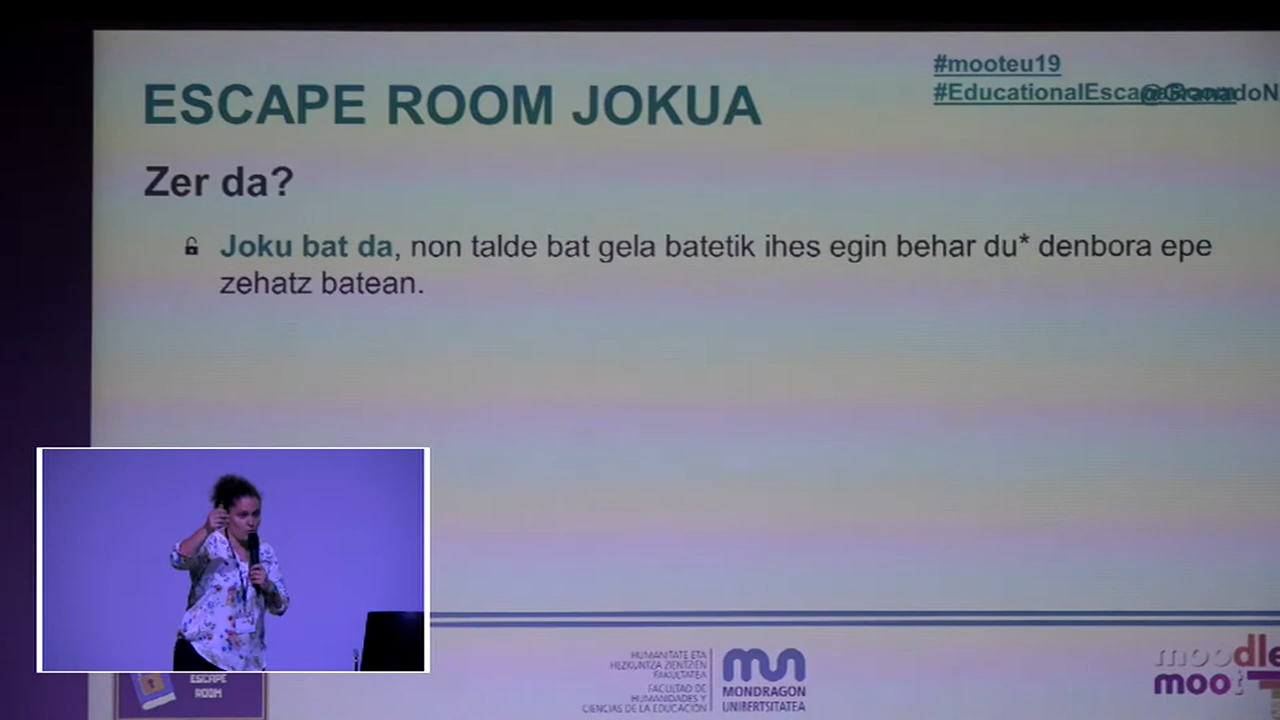 #mooteu19
ESCAPE ROOM JOKUA
Zer da?
Joku bat da, non talde bat gela batetik ihes egin behar du* denbora epe
zehatz batean.
ESCAPE
ROOM
HUMANITATE ETA
HEZKUNTZA ZIENTZIEN
FAKULTATEA
FACULTAD DE
HUMANIDADES Y
CIENCIAS DE LA EDUCACIÓN
MONDRAGON
UNIBERTSITATEA
moodle
moo